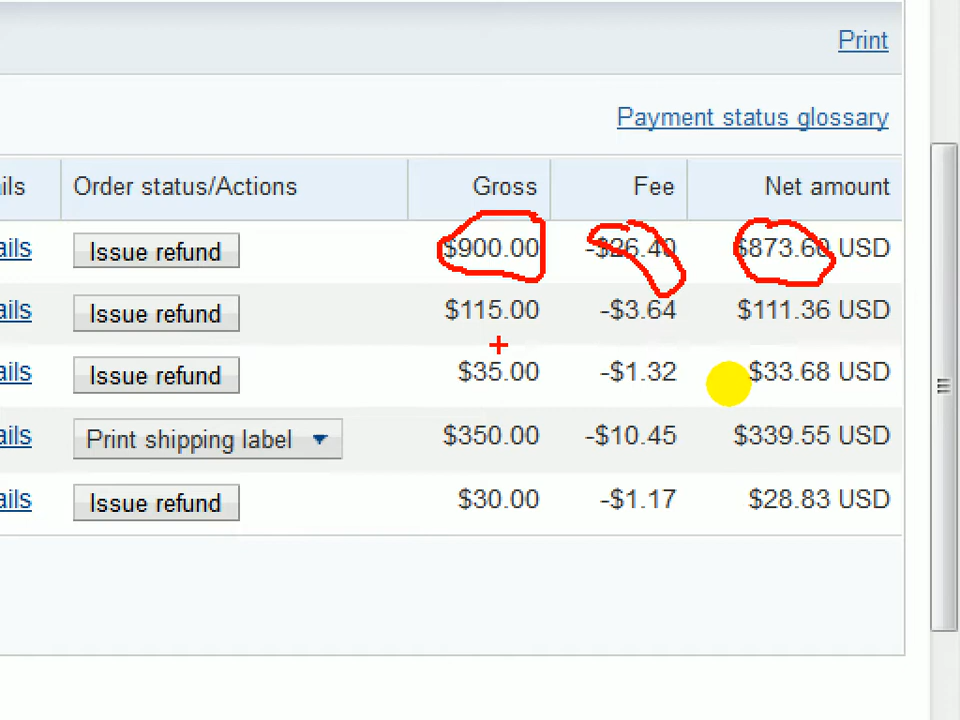 Print
Payment status glossary
ils Order status/Actions Gross Fee Net amount
ails Issue refund $900.00 -$26.40 $873.60 USD
ails Issue refund $115.00 -$3.64 $111.36 USD
ails Issue refund $35.00 -$1.32 $33.68 USD
ails Print shipping label $350.00 -$10.45 $339.55 USD
ails Issue refund $30.00 -$1.17 $28.83 USD